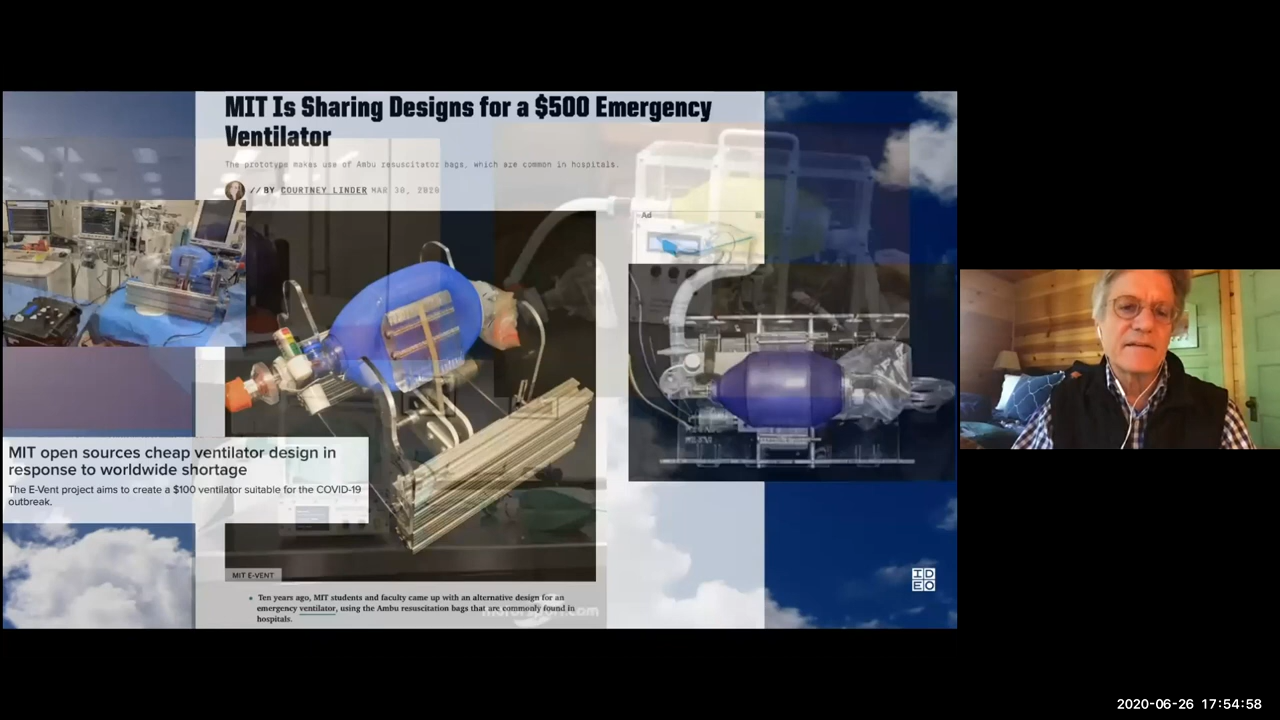 MIT Is Sharing Designs for a $500 Emergency
Ventilator
The prototype makes use of Ambu resuscitator bags, which are common in hospitals.
// BY COURTNEY LINDER MAR 30, 2020
Ad
MIT open sources cheap ventilator design in
response to worldwide shortage
The E-Vent project aims to create a $100 ventilator suitable for the COVID-19
outbreak.
MIT E-VENT
• Ten years ago, MIT students and faculty came up with an alternative design for an
emergency ventilator, using the Ambu resuscitation bags that are commonly found in
hospitals.
IDEO
2020-06-26 17:54:58